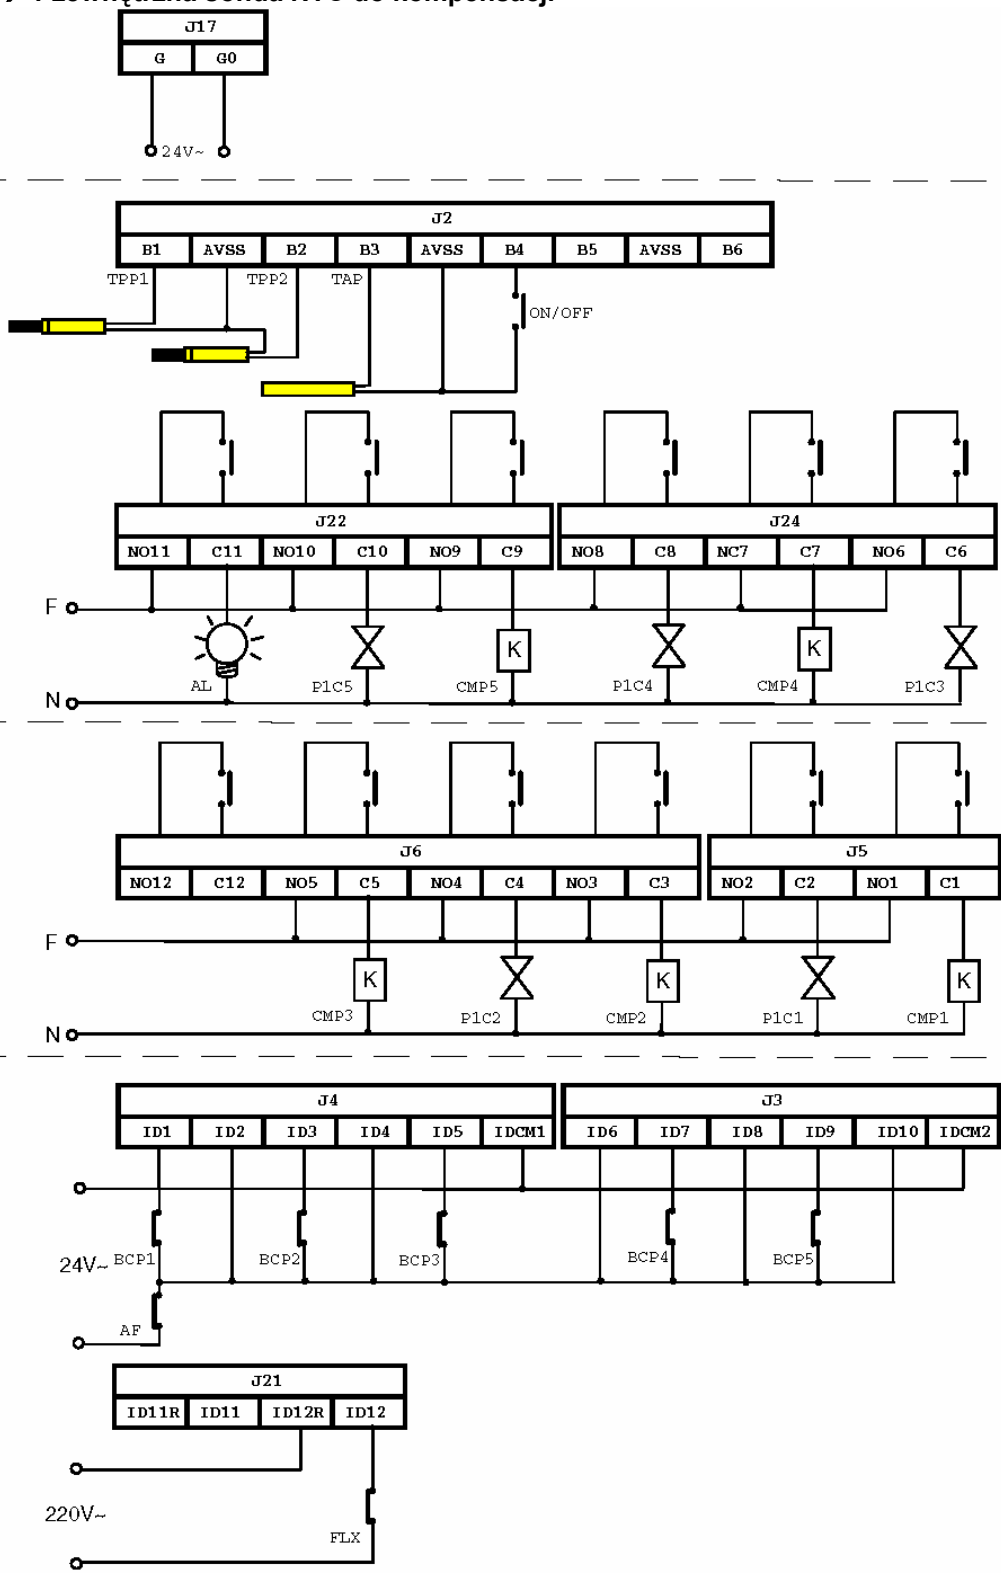 J17
G G0
24V~
J2
B1 AVSS B2 B3 AVSS B4 B5 AVSS B6
TPP1 TPP2 TAP
ON/OFF
J22 J24
NO11 C11 NO10 C10 NO9 C9 NO8 C8 NC7 C7 NO6 C6
F
AL P1C5 CMP5 K P1C4 CMP4 K P1C3
N
J6 J5
NO12 C12 NO5 C5 NO4 C4 NO3 C3 NO2 C2 NO1 C1
F
K K K
CMP3 P1C2 CMP2 P1C1 CMP1
N
J4 J3
ID1 ID2 ID3 ID4 ID5 IDCM1 ID6 ID7 ID8 ID9 ID10 IDCM2
24V~ BCP1 BCP2 BCP3 BCP4 BCP5
AF
J21
ID11R ID11 ID12R ID12
220V~
FLX